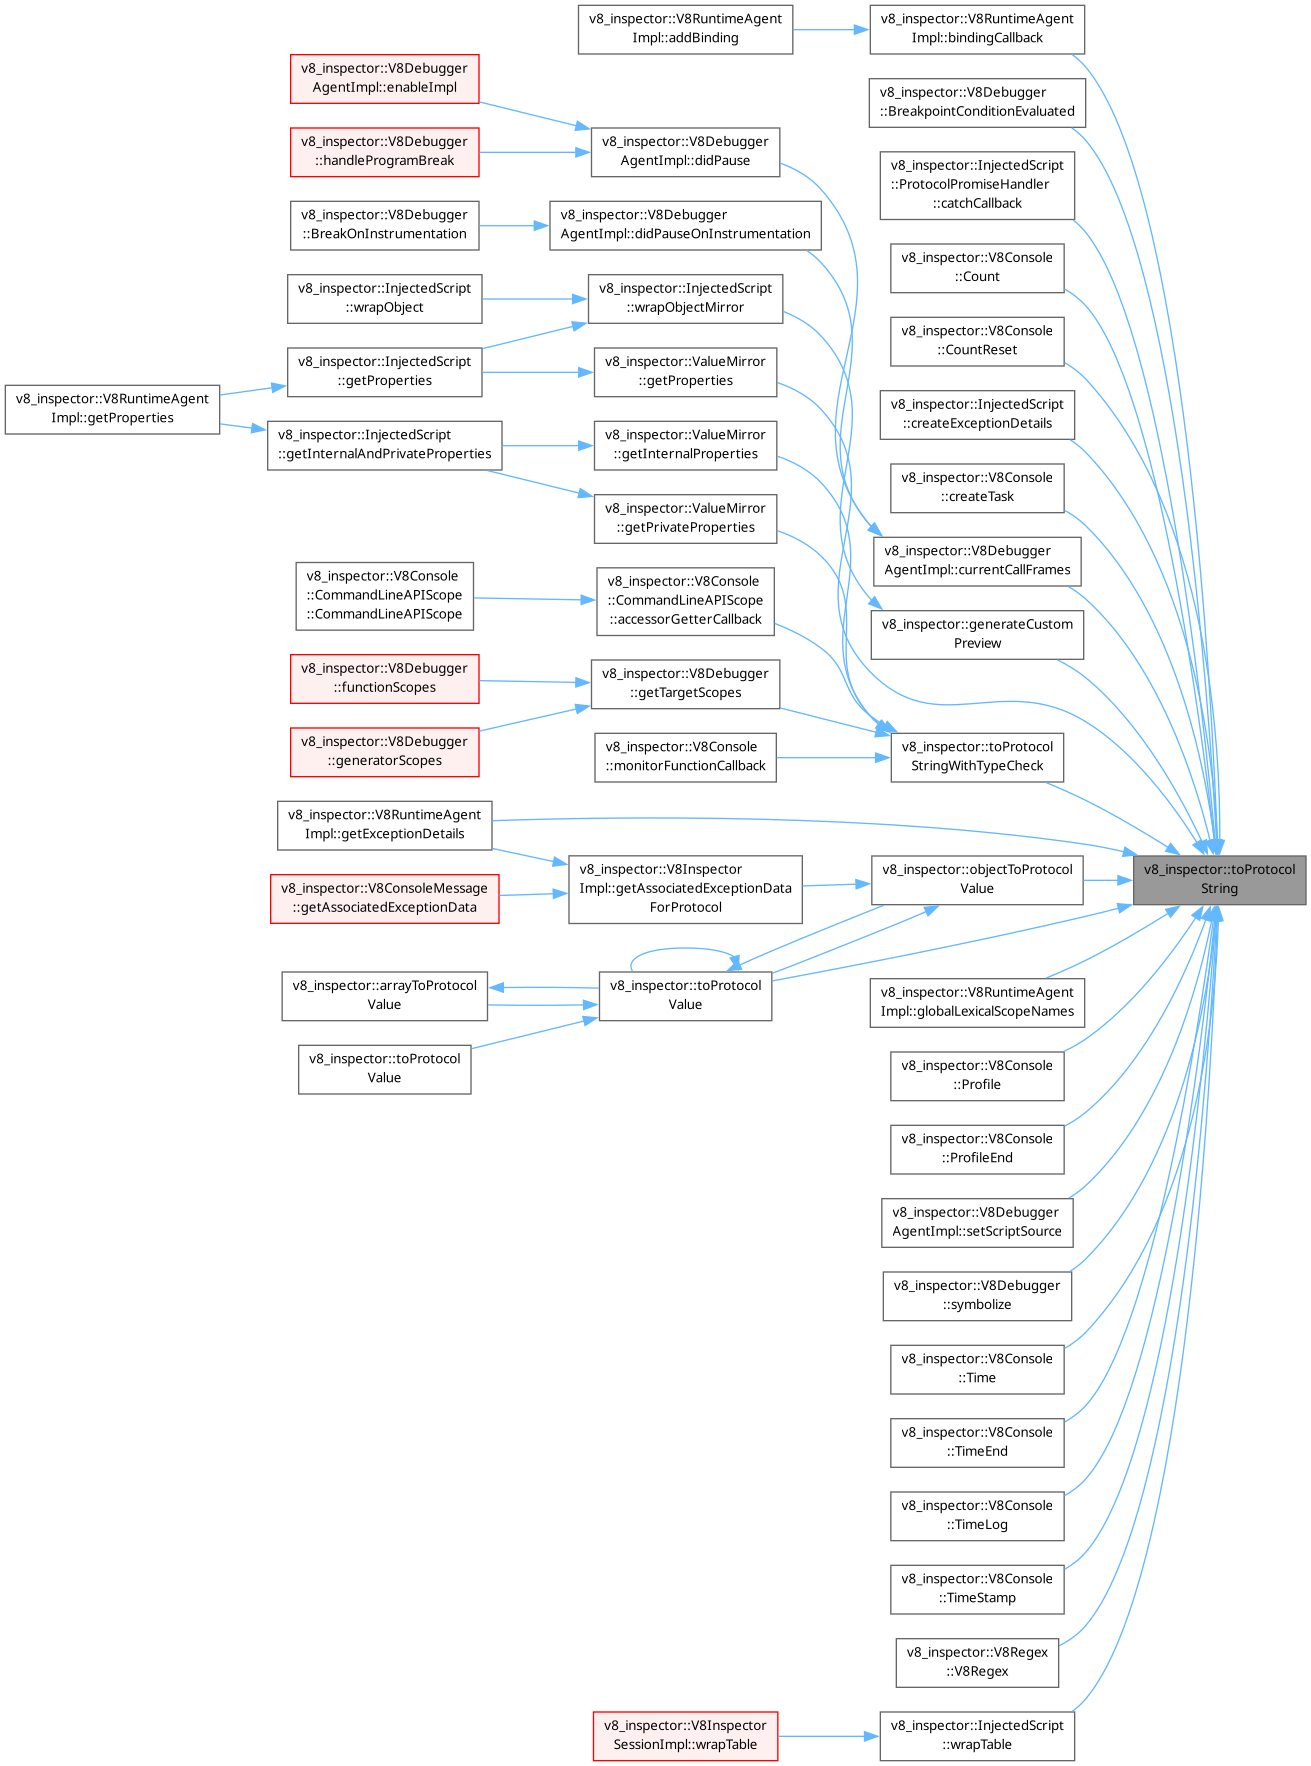 v8_inspector::V8RuntimeAgent
Impl::addBinding
v8_inspector::V8RuntimeAgent
Impl::bindingCallback
v8_inspector::V8Debugger
AgentImpl::enableImpl
v8_inspector::V8Debugger
::BreakpointConditionEvaluated
v8_inspector::V8Debugger
::handleProgramBreak
v8_inspector::V8Debugger
AgentImpl::didPause
v8_inspector::InjectedScript
::ProtocolPromiseHandler
::catchCallback
v8_inspector::V8Debugger
::BreakOnInstrumentation
v8_inspector::V8Debugger
AgentImpl::didPauseOnInstrumentation
v8_inspector::V8Console
::Count
v8_inspector::InjectedScript
::wrapObject
v8_inspector::InjectedScript
::wrapObjectMirror
v8_inspector::V8Console
::CountReset
v8_inspector::InjectedScript
::getProperties
v8_inspector::ValueMirror
::getProperties
v8_inspector::V8RuntimeAgent
Impl::getProperties
v8_inspector::InjectedScript
::createExceptionDetails
v8_inspector::InjectedScript
::getInternalAndPrivateProperties
v8_inspector::ValueMirror
::getInternalProperties
v8_inspector::V8Console
::createTask
v8_inspector::ValueMirror
::getPrivateProperties
v8_inspector::V8Debugger
AgentImpl::currentCallFrames
v8_inspector::V8Console
::CommandLineAPIScope
::CommandLineAPIScope
v8_inspector::V8Console
::CommandLineAPIScope
::accessorGetterCallback
v8_inspector::generateCustom
Preview
v8_inspector::V8Debugger
::functionScopes
v8_inspector::V8Debugger
::getTargetScopes
v8_inspector::V8Debugger
::generatorScopes
v8_inspector::V8Console
::monitorFunctionCallback
v8_inspector::toProtocol
StringWithTypeCheck
v8_inspector::V8RuntimeAgent
Impl::getExceptionDetails
v8_inspector::V8ConsoleMessage
::getAssociatedExceptionData
v8_inspector::V8Inspector
Impl::getAssociatedExceptionData
ForProtocol
v8_inspector::objectToProtocol
Value
v8_inspector::toProtocol
String
v8_inspector::arrayToProtocol
Value
v8_inspector::toProtocol
Value
v8_inspector::V8RuntimeAgent
Impl::globalLexicalScopeNames
v8_inspector::toProtocol
Value
v8_inspector::V8Console
::Profile
v8_inspector::V8Console
::ProfileEnd
v8_inspector::V8Debugger
AgentImpl::setScriptSource
v8_inspector::V8Debugger
::symbolize
v8_inspector::V8Console
::Time
v8_inspector::V8Console
::TimeEnd
v8_inspector::V8Console
::TimeLog
v8_inspector::V8Console
::TimeStamp
v8_inspector::V8Regex
::V8Regex
v8_inspector::V8Inspector
SessionImpl::wrapTable
v8_inspector::InjectedScript
::wrapTable